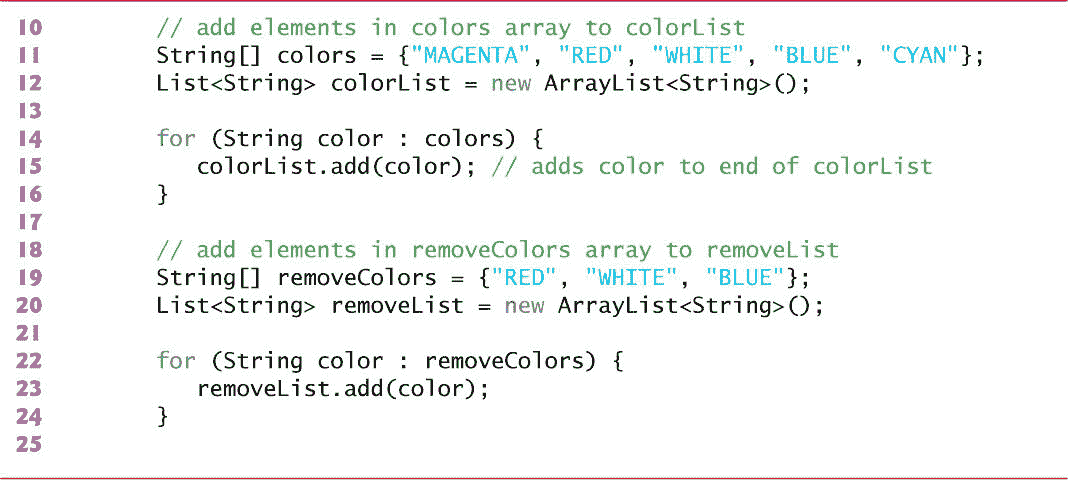 10 // add elements in colors array to colorList
11 String[] colors = {"MAGENTA", "RED", "WHITE", "BLUE", "CYAN"};
12 List<String> colorList = new ArrayList<String>();
13
14 for (String color : colors) {
15 colorList.add(color); // adds color to end of colorList
16 }
17
18 // add elements in removeColors array to removeList
19 String[] removeColors = {"RED", "WHITE", "BLUE"};
20 List<String> removeList = new ArrayList<String>();
21
22 for (String color : removeColors) {
23 removeList.add(color);
24 }
25